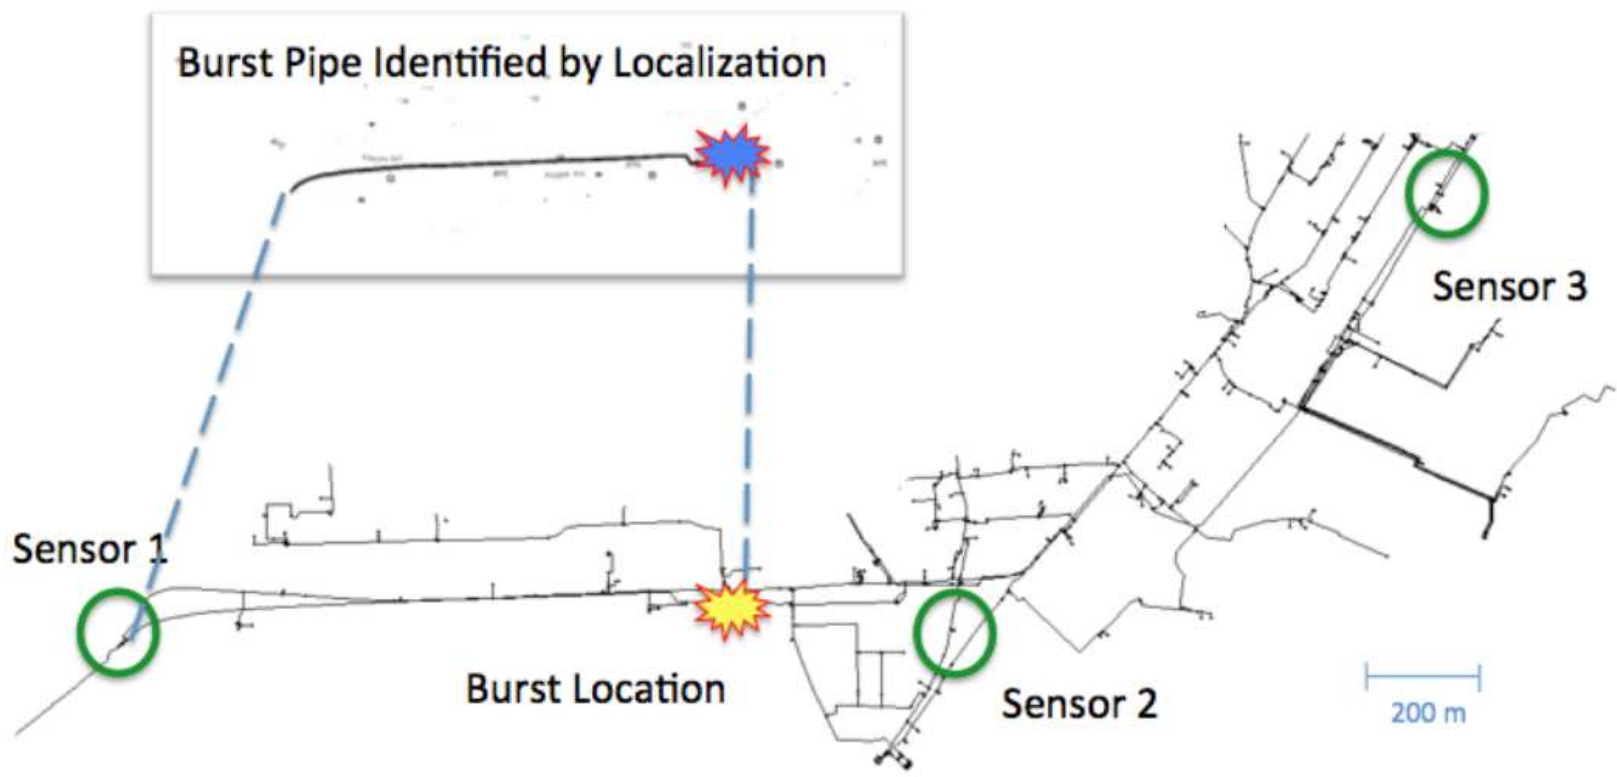 Burst Pipe Identified by Localization
Sensor 3
Sensor 1
Burst Location
Sensor 2
200 m